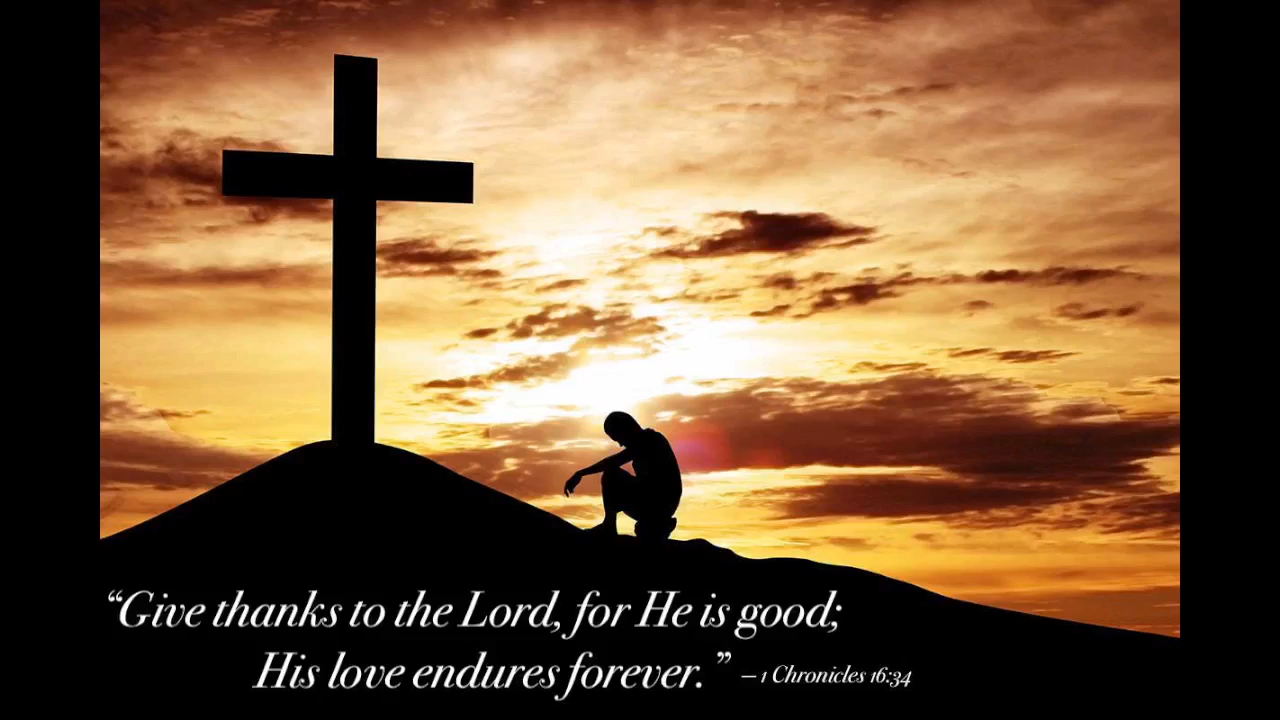 “Give thanks to the Lord, for He is good;
His love endures forever.” – 1 Chronicles 16:34